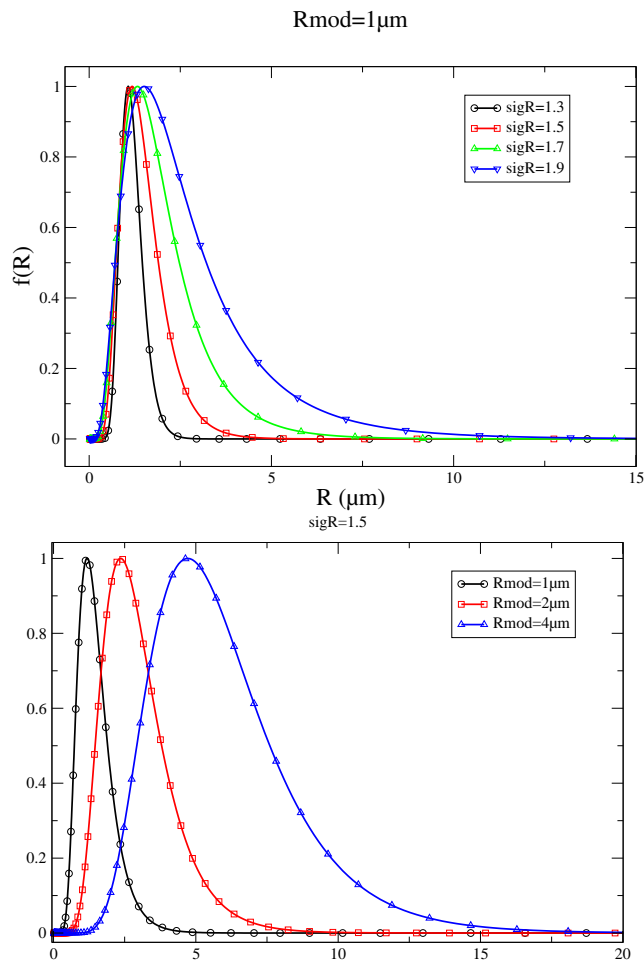 Rmod=1μm
1
0.8
0.6
0.4
0.2
0
f(R)
sigR=1.3
sigR=1.5
sigR=1.7
sigR=1.9
0 5 10 15
R (μm)
sigR=1.5
1
0.8
0.6
0.4
0.2
0
Rmod=1μm
Rmod=2μm
Rmod=4μm
0 5 10 15 20